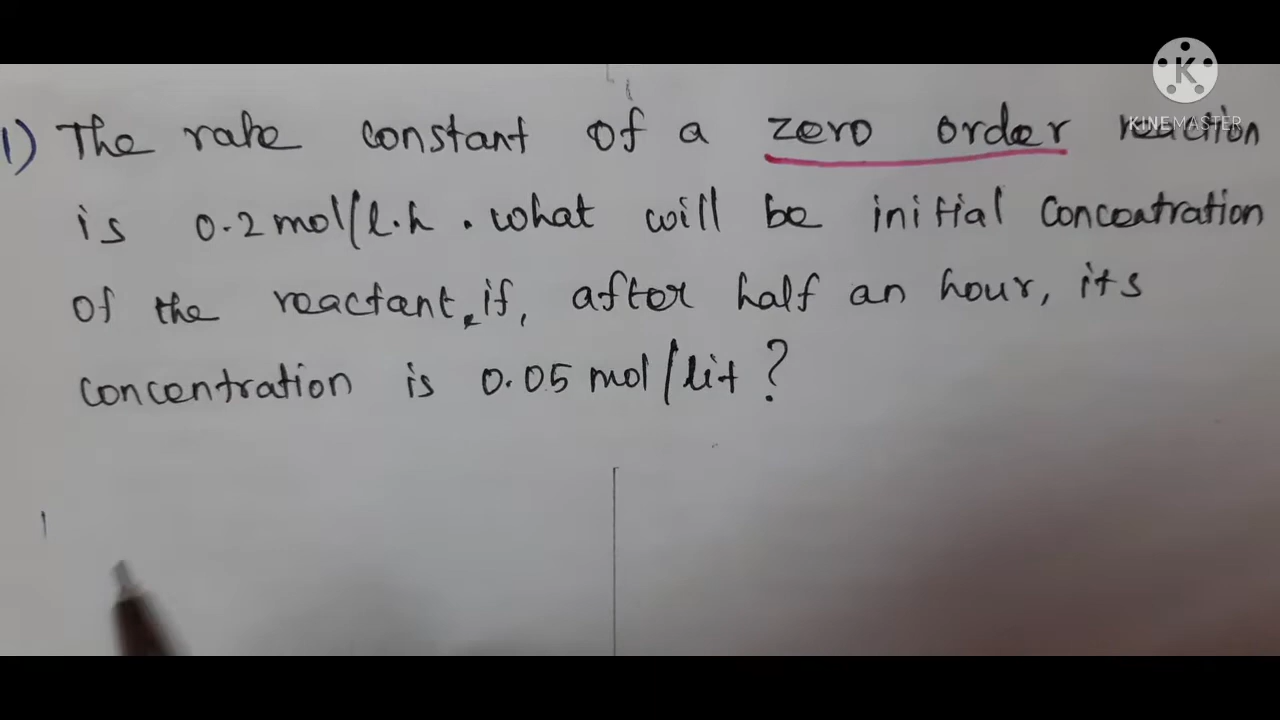 KINEMASTER
1) The rate constant of a zero order reaction
is 0.2 mol/l.h . what will be initial concentration
of the reactant, if, after half an hour, its
concentration is 0.05 mol/lit ?